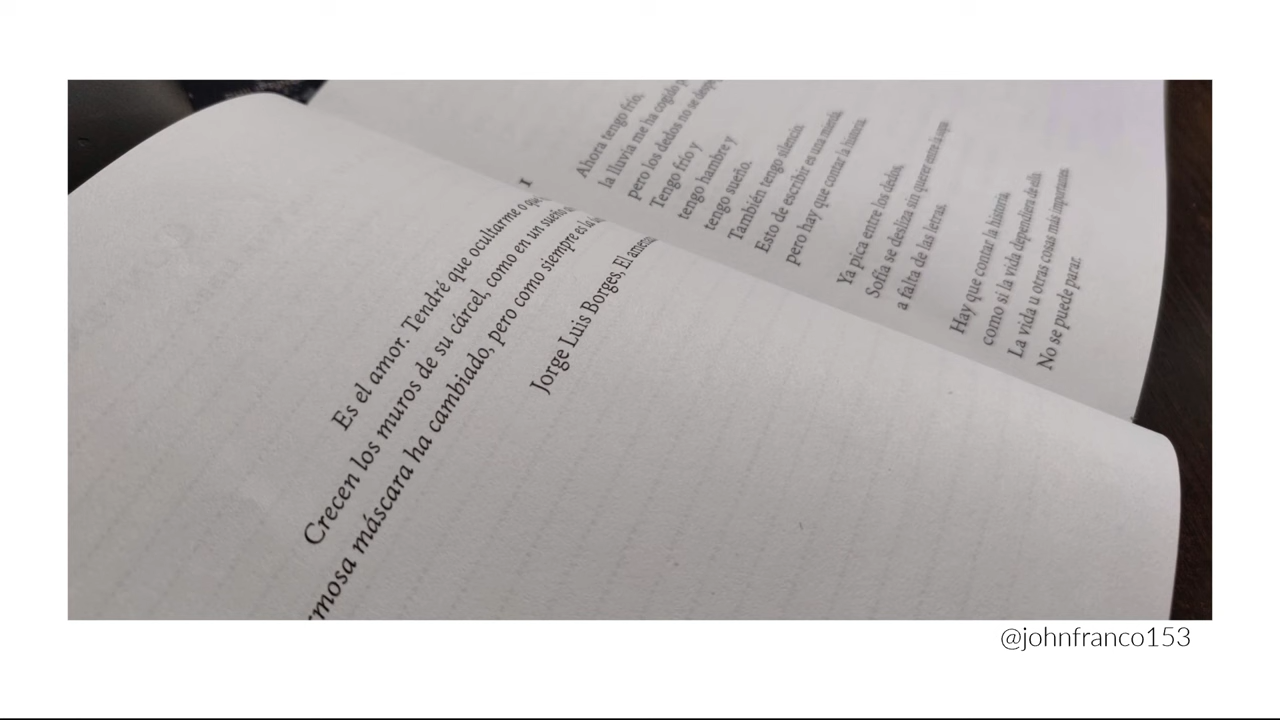 I
Es el amor. Tendré que ocultarme o
Crecen los muros de su cárcel, como en un sueño
máscara ha cambiado, pero como siempre es la
Jorge Luis Borges, El
Ahora tengo frío,
la lluvia me ha cogido
pero los dedos no se
Tengo frío y
tengo hambre y
tengo sueño.
También tengo silencio.
Esto de escribir es una mierda,
pero hay que contar la historia.
Ya pica entre los dedos,
Sofía se desliza sin querer entre la sopa
a falta de las letras.
Hay que contar la historia,
como si la vida dependiera de ella.
La vida u otras cosas más importantes.
No se puede parar.
@johnfranco153